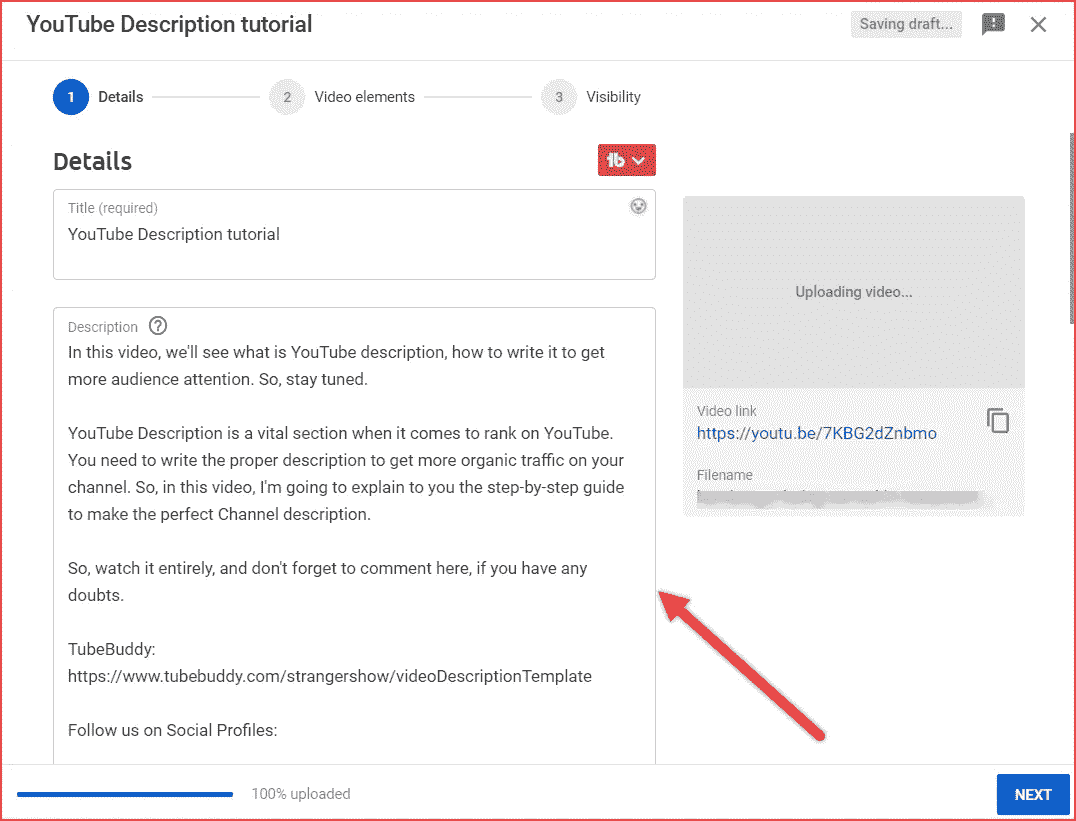 YouTube Description tutorial
Saving draft...
1 Details
2 Video elements
3 Visibility
Details
tb
Title (required)
YouTube Description tutorial
Description ?
In this video, we'll see what is YouTube description, how to write it to get
more audience attention. So, stay tuned.
YouTube Description is a vital section when it comes to rank on YouTube.
You need to write the proper description to get more organic traffic on your
channel. So, in this video, I'm going to explain to you the step-by-step guide
to make the perfect Channel description.
So, watch it entirely, and don't forget to comment here, if you have any
doubts.
TubeBuddy:
https://www.tubebuddy.com/strangershow/videoDescriptionTemplate
Follow us on Social Profiles:
Uploading video...
Video link
https://youtu.be/7KBG2dZnbmo
Filename
100% uploaded
NEXT